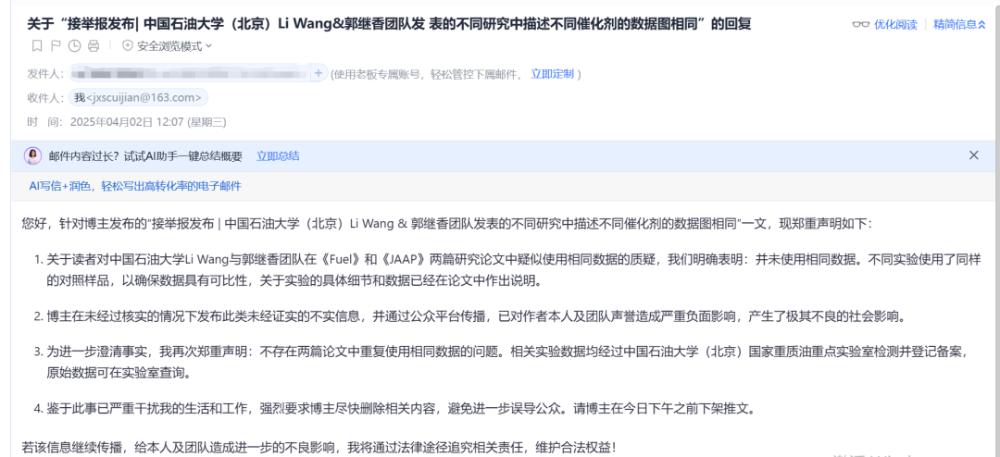 关于“接举报发布| 中国石油大学（北京）Li Wang&郭继香团队发 表的不同研究中描述不同催化剂的数据图相同”的回复
优化阅读 | 精简信息
安全浏览模式
发件人：
+ (使用老板专属账号，轻松管控下属邮件， 立即定制 )
收件人： 我<jxscuijian@163.com>
时 间： 2025年04月02日 12:07 (星期三)
邮件内容过长？试试AI助手一键总结概要 立即总结
AI写信+润色，轻松写出高转化率的电子邮件
您好，针对博主发布的“接举报发布 | 中国石油大学（北京）Li Wang & 郭继香团队发表的不同研究中描述不同催化剂的数据图相同”一文，现郑重声明如下：
1. 关于读者对中国石油大学Li Wang与郭继香团队在《Fuel》和《JAAP》两篇研究论文中疑似使用相同数据的质疑，我们明确表明：并未使用相同数据。不同实验使用了同样
的对照样品，以确保数据具有可比性，关于实验的具体细节和数据已经在论文中作出说明。
2. 博主在未经过核实的情况下发布此类未经证实的不实信息，并通过公众平台传播，已对作者本人及团队声誉造成严重负面影响，产生了极其不良的社会影响。
3. 为进一步澄清事实，我再次郑重声明：不存在两篇论文中重复使用相同数据的问题。相关实验数据均经过中国石油大学（北京）国家重质油重点实验室检测并登记备案，
原始数据可在实验室查询。
4. 鉴于此事已严重干扰我的生活和工作，强烈要求博主尽快删除相关内容，避免进一步误导公众。请博主在今日下午之前下架推文。
若该信息继续传播，给本人及团队造成进一步的不良影响，我将通过法律途径追究相关责任，维护合法权益！